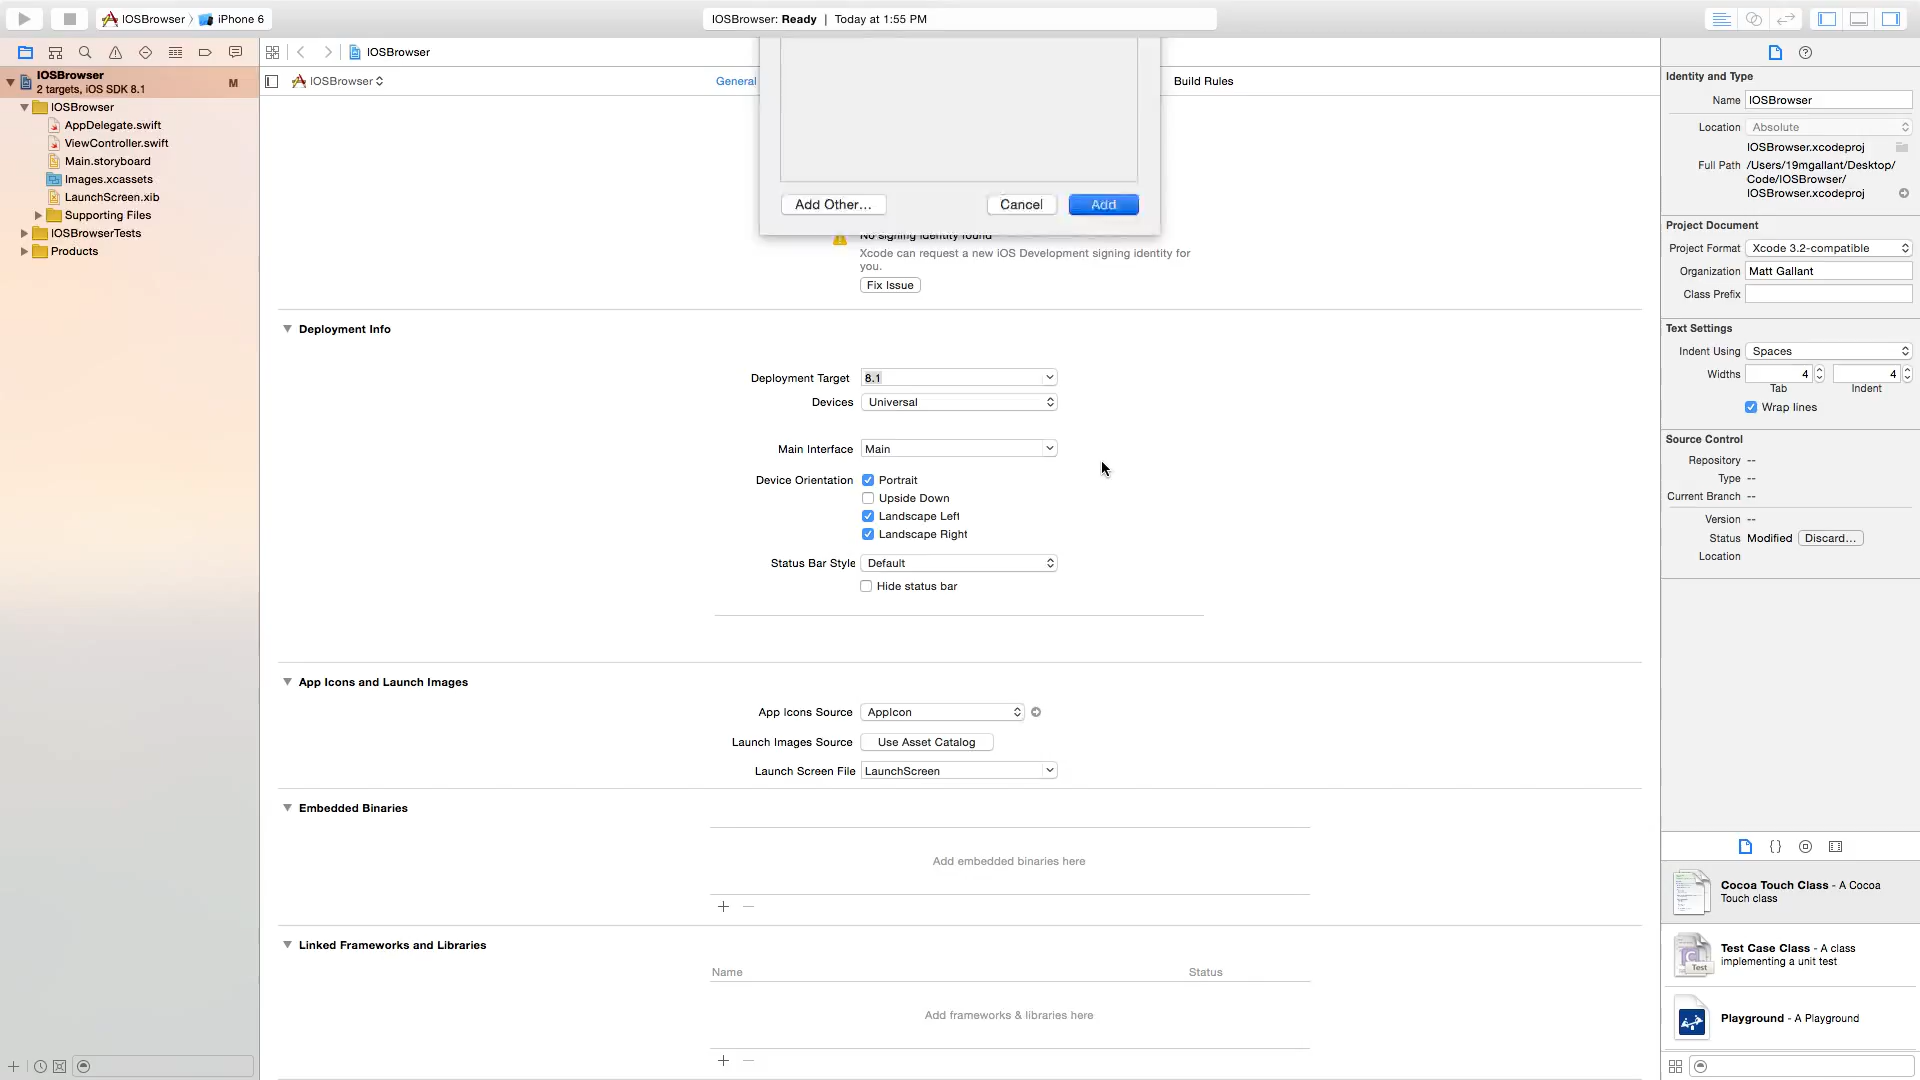 IOSBrowser
iPhone 6
IOSBrowser: Ready | Today at 1:55 PM
IOSBrowser
IOSBrowser
2 targets, iOS SDK 8.1
M
IOSBrowser
AppDelegate.swift
ViewController.swift
Main.storyboard
Images.xcassets
LaunchScreen.xib
Supporting Files
IOSBrowserTests
Products
IOSBrowser
General
Build Rules
Add Other...
Cancel
Add
No signing identity found
Xcode can request a new iOS Development signing identity for
you.
Fix Issue
Deployment Info
Deployment Target 8.1
Devices Universal
Main Interface Main
Device Orientation Portrait
Upside Down
Landscape Left
Landscape Right
Status Bar Style Default
Hide status bar
App Icons and Launch Images
App Icons Source AppIcon
Launch Images Source Use Asset Catalog
Launch Screen File LaunchScreen
Embedded Binaries
Add embedded binaries here
Linked Frameworks and Libraries
Name Status
Add frameworks & libraries here
Identity and Type
Name IOSBrowser
Location Absolute
IOSBrowser.xcodeproj
Full Path /Users/19mgallant/Desktop/
Code/IOSBrowser/
IOSBrowser.xcodeproj
Project Document
Project Format Xcode 3.2-compatible
Organization Matt Gallant
Class Prefix
Text Settings
Indent Using Spaces
Widths 4 4
Tab Indent
Wrap lines
Source Control
Repository --
Type --
Current Branch --
Version --
Status Modified Discard...
Location
{}
Cocoa Touch Class - A Cocoa
Touch class
Test
Test Case Class - A class
implementing a unit test
Playground - A Playground